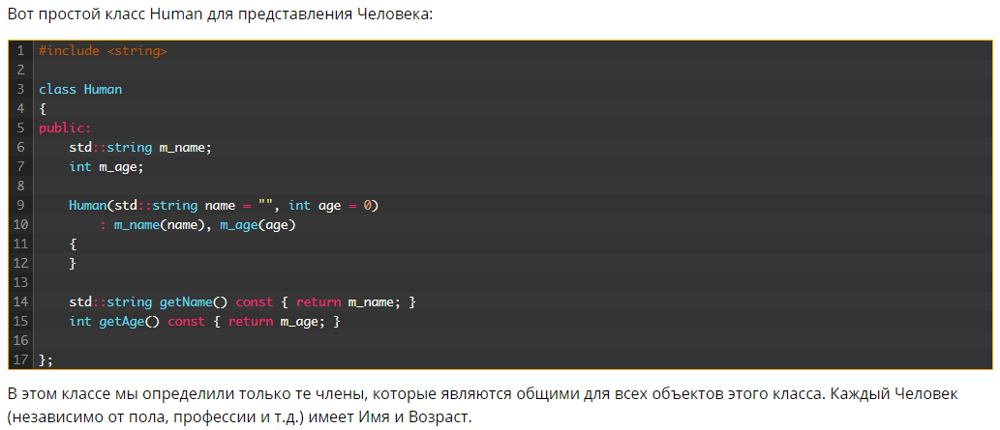 Вот простой класс Human для представления Человека:
1 #include <string>
2
3 class Human
4 {
5 public:
6     std::string m_name;
7     int m_age;
8
9     Human(std::string name = "", int age = 0)
10         : m_name(name), m_age(age)
11     {
12     }
13
14     std::string getName() const { return m_name; }
15     int getAge() const { return m_age; }
16
17 };
В этом классе мы определили только те члены, которые являются общими для всех объектов этого класса. Каждый Человек
(независимо от пола, профессии и т.д.) имеет Имя и Возраст.